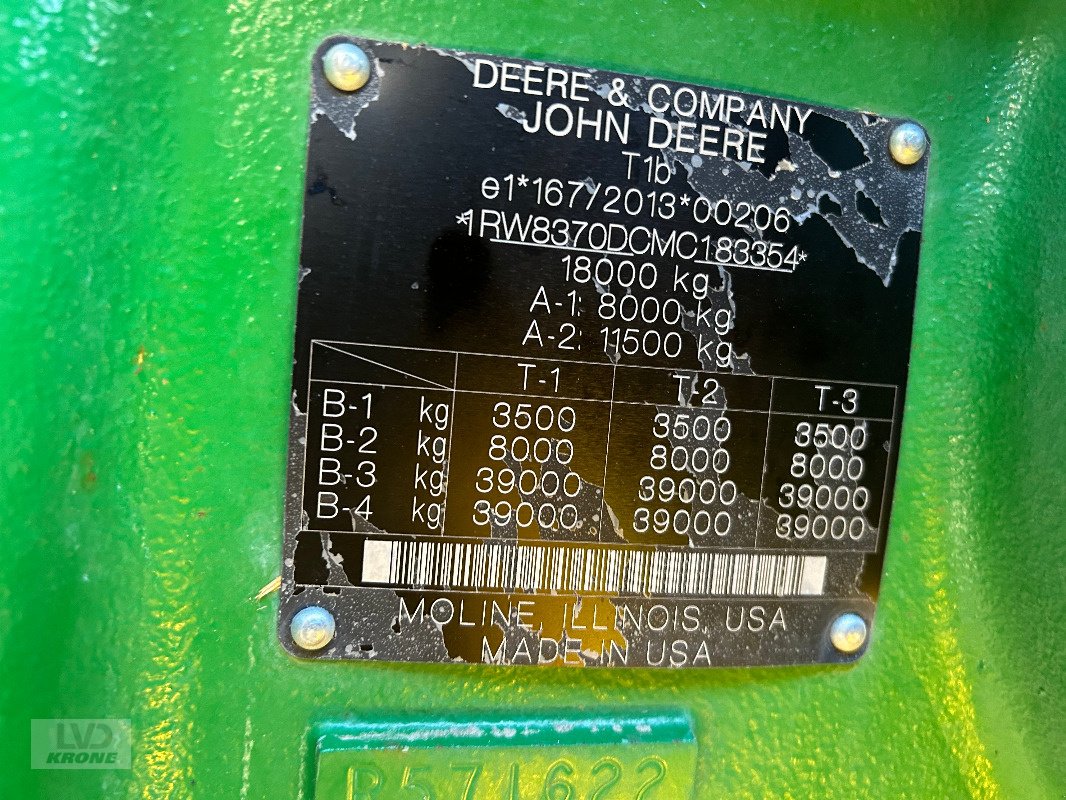 DEERE & COMPANY
JOHN DEERE
T1b
e1*167/2013*00206
*1RW8370DCMC183354*
18000 kg
A-1: 8000 kg
A-2: 11500 kg
T-1 T-2 T-3
B-1 kg 3500 3500 3500
B-2 kg 8000 8000 8000
B-3 kg 39000 39000 39000
B-4 kg 39000 39000 39000
MOLINE, ILLINOIS, USA
MADE IN USA
LVD
KRONE
R571622